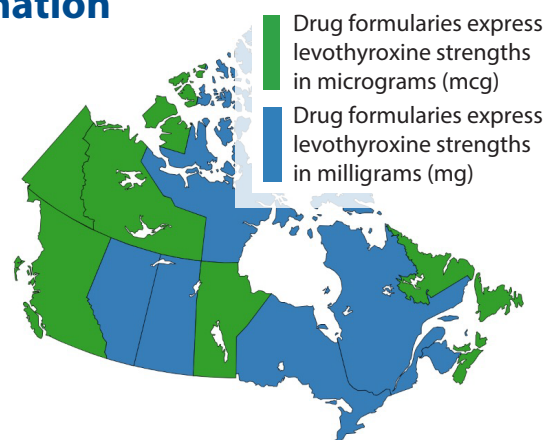 nation
Drug formularies express
levothyroxine strengths
in micrograms (mcg)
Drug formularies express
levothyroxine strengths
in milligrams (mg)